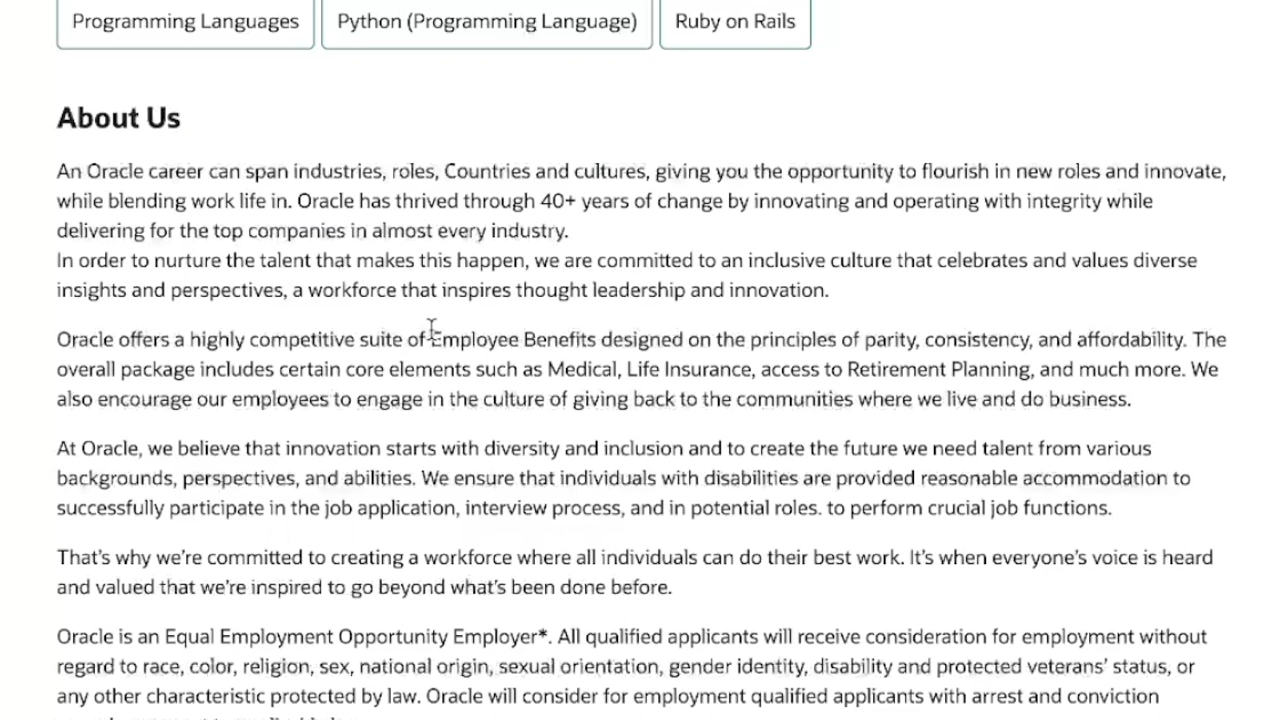 Programming Languages Python (Programming Language) Ruby on Rails
About Us
An Oracle career can span industries, roles, Countries and cultures, giving you the opportunity to flourish in new roles and innovate,
while blending work life in. Oracle has thrived through 40+ years of change by innovating and operating with integrity while
delivering for the top companies in almost every industry.
In order to nurture the talent that makes this happen, we are committed to an inclusive culture that celebrates and values diverse
insights and perspectives, a workforce that inspires thought leadership and innovation.
Oracle offers a highly competitive suite of Employee Benefits designed on the principles of parity, consistency, and affordability. The
overall package includes certain core elements such as Medical, Life Insurance, access to Retirement Planning, and much more. We
also encourage our employees to engage in the culture of giving back to the communities where we live and do business.
At Oracle, we believe that innovation starts with diversity and inclusion and to create the future we need talent from various
backgrounds, perspectives, and abilities. We ensure that individuals with disabilities are provided reasonable accommodation to
successfully participate in the job application, interview process, and in potential roles. to perform crucial job functions.
That's why we're committed to creating a workforce where all individuals can do their best work. It's when everyone's voice is heard
and valued that we're inspired to go beyond what's been done before.
Oracle is an Equal Employment Opportunity Employer*. All qualified applicants will receive consideration for employment without
regard to race, color, religion, sex, national origin, sexual orientation, gender identity, disability and protected veterans' status, or
any other characteristic protected by law. Oracle will consider for employment qualified applicants with arrest and conviction